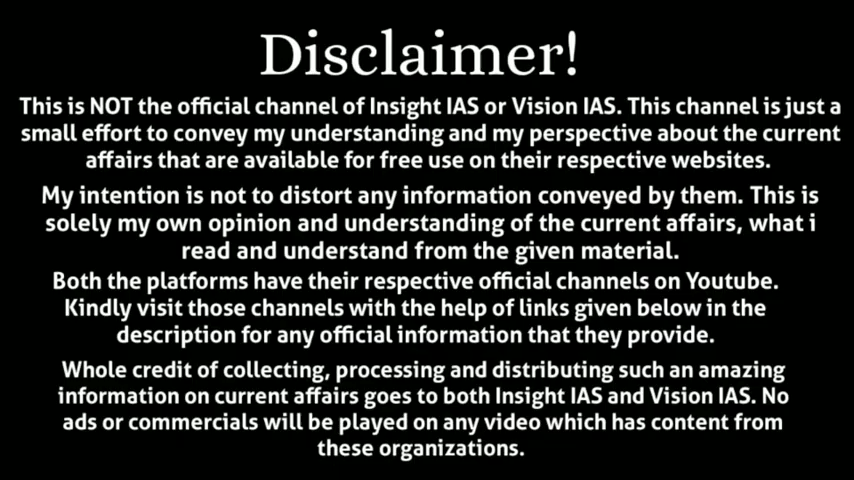 Disclaimer!
This is NOT the official channel of Insight IAS or Vision IAS. This channel is just a
small effort to convey my understanding and my perspective about the current
affairs that are available for free use on their respective websites.
My intention is not to distort any information conveyed by them. This is
solely my own opinion and understanding of the current affairs, what i
read and understand from the given material.
Both the platforms have their respective official channels on Youtube.
Kindly visit those channels with the help of links given below in the
description for any official information that they provide.
Whole credit of collecting, processing and distributing such an amazing
information on current affairs goes to both Insight IAS and Vision IAS. No
ads or commercials will be played on any video which has content from
these organizations.